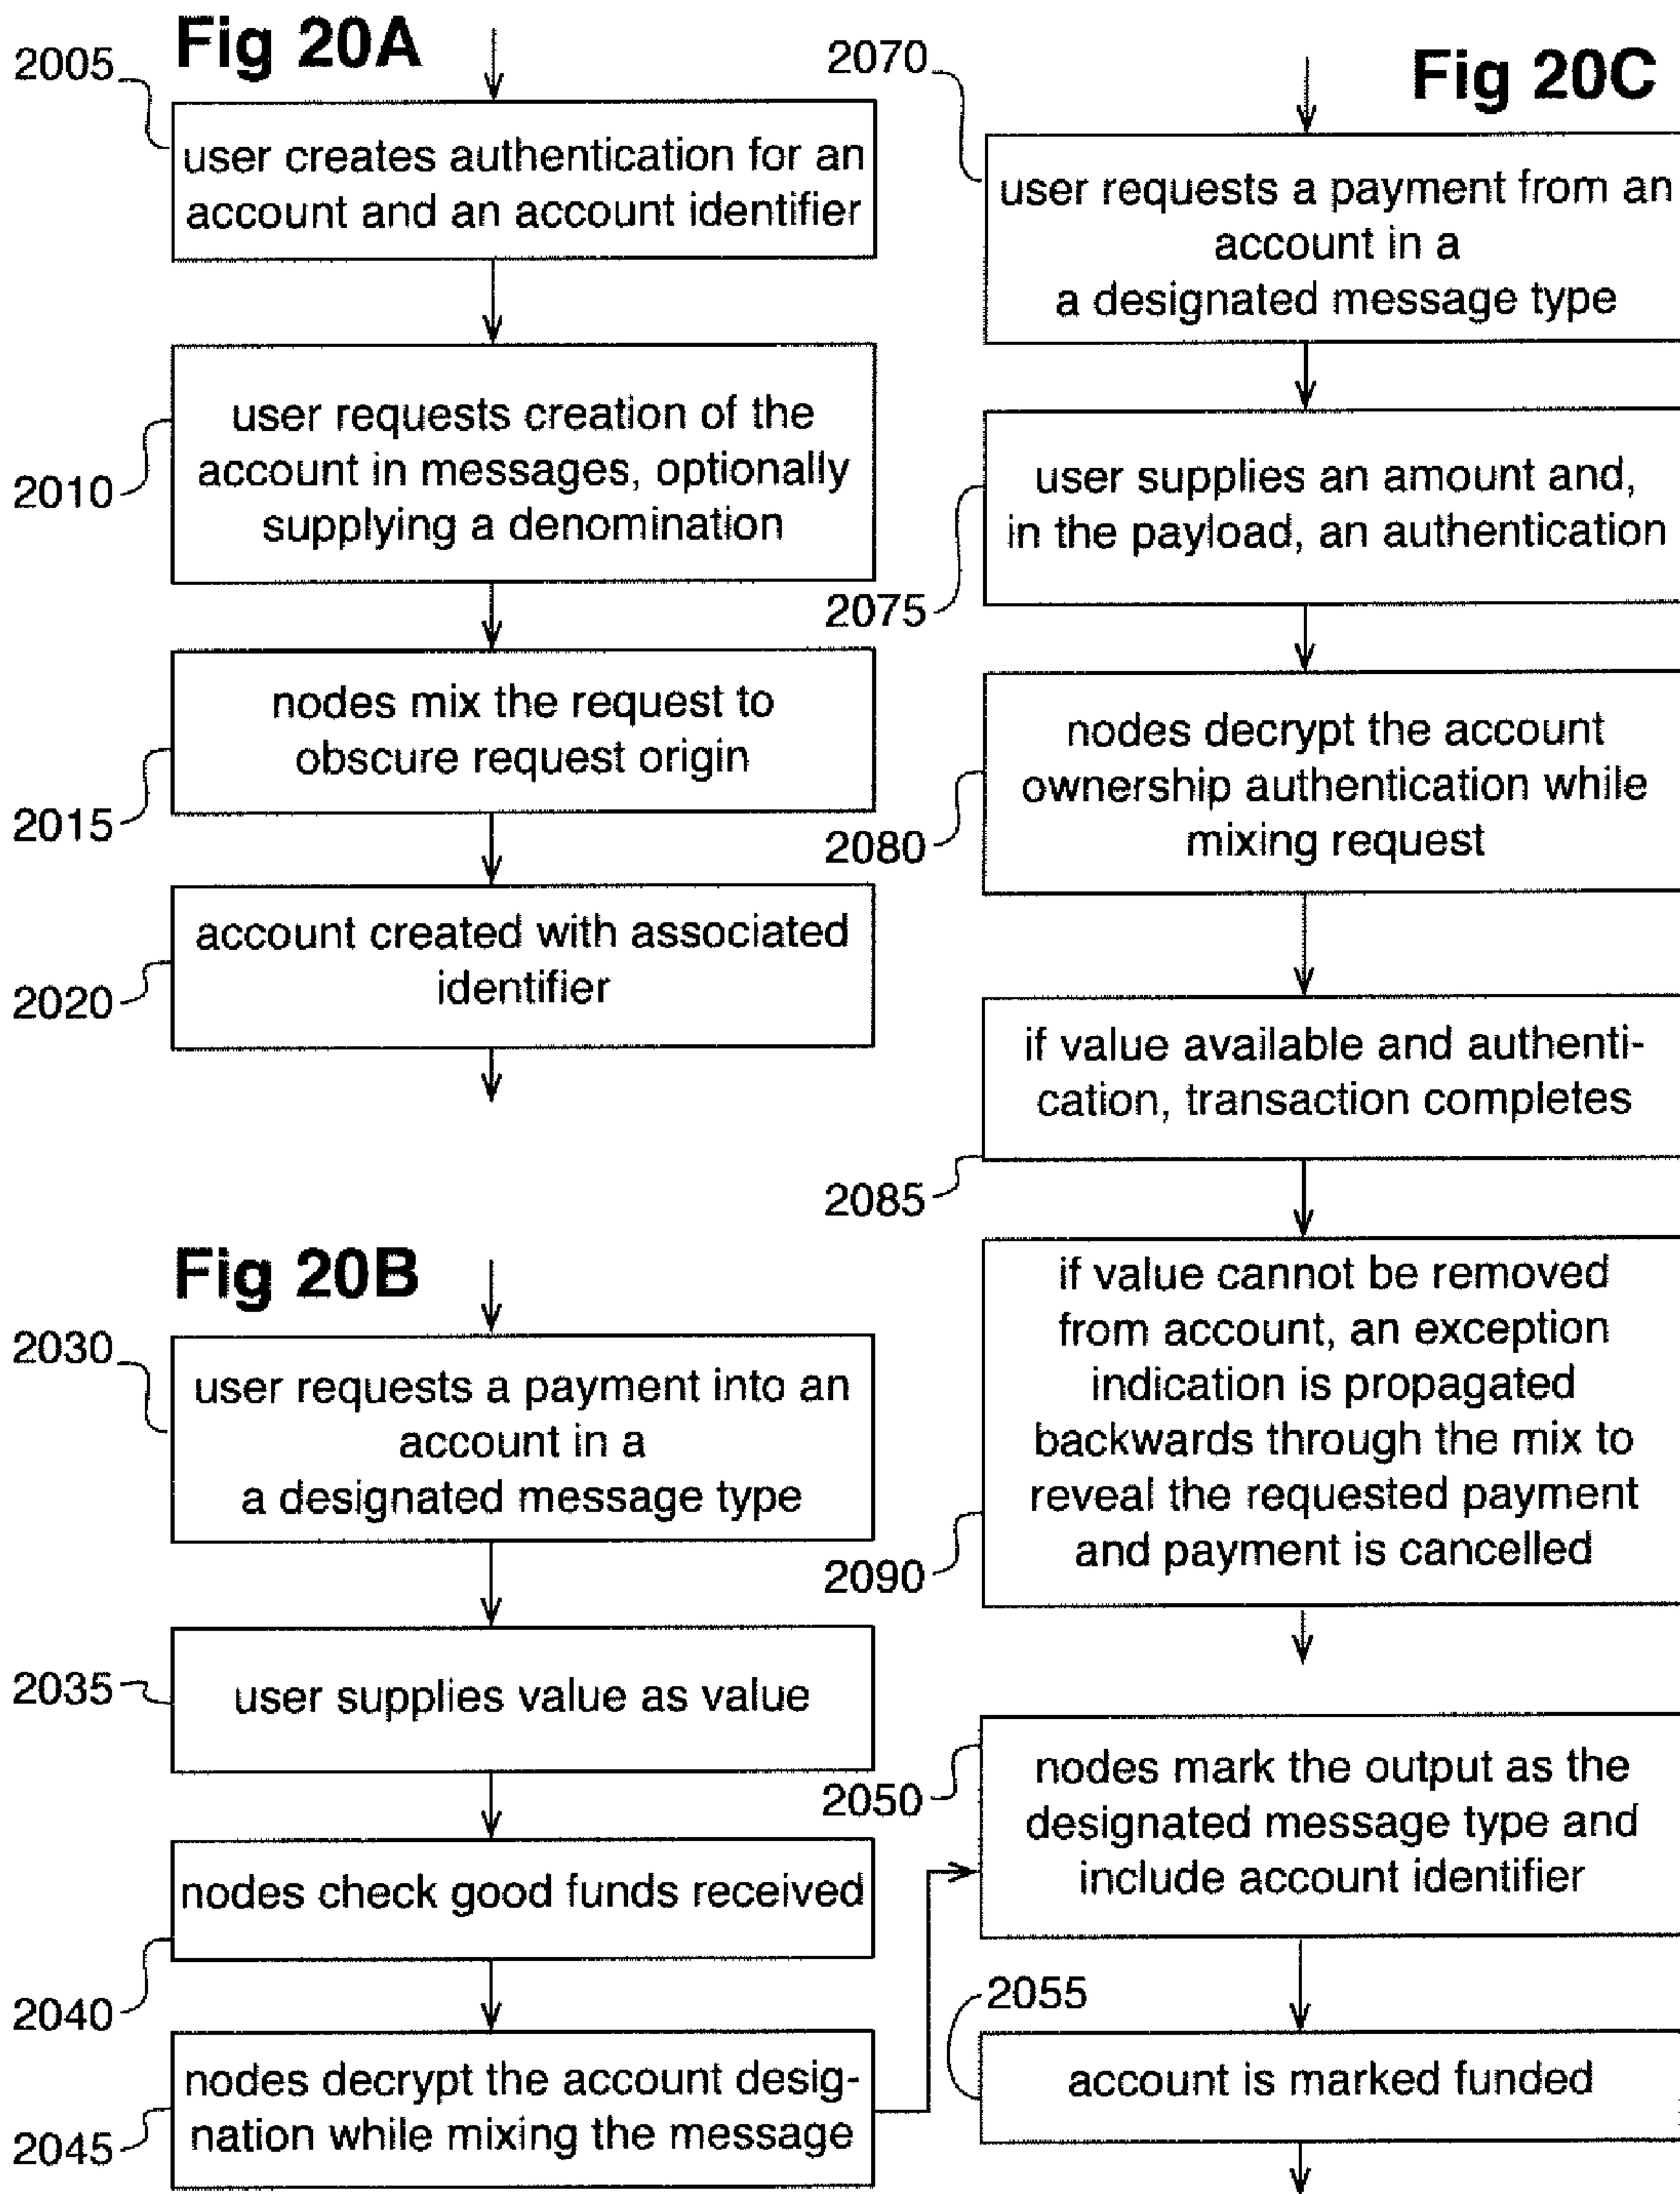 Fig 20A
2005
user creates authentication for an
account and an account identifier
2010
user requests creation of the
account in messages, optionally
supplying a denomination
2015
nodes mix the request to
obscure request origin
2020
account created with associated
identifier
Fig 20B
2030
user requests a payment into an
account in a
a designated message type
2035
user supplies value as value
2040
nodes check good funds received
2045
nodes decrypt the account desig-
nation while mixing the message
2050
nodes mark the output as the
designated message type and
include account identifier
2055
account is marked funded
Fig 20C
2070
user requests a payment from an
account in a
a designated message type
2075
user supplies an amount and,
in the payload, an authentication
2080
nodes decrypt the account
ownership authentication while
mixing request
2085
if value available and authenti-
cation, transaction completes
2090
if value cannot be removed
from account, an exception
indication is propagated
backwards through the mix to
reveal the requested payment
and payment is cancelled